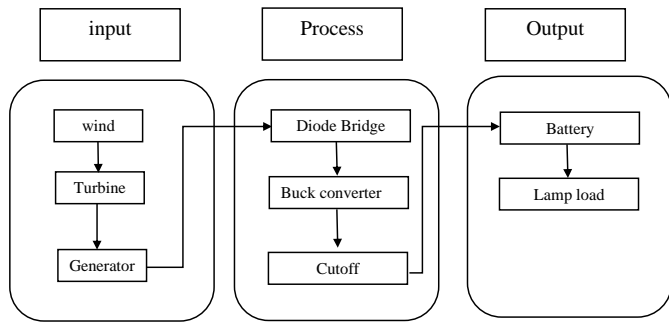 input
Process
Output
wind
Turbine
Generator
Diode Bridge
Buck converter
Cutoff
Battery
Lamp load